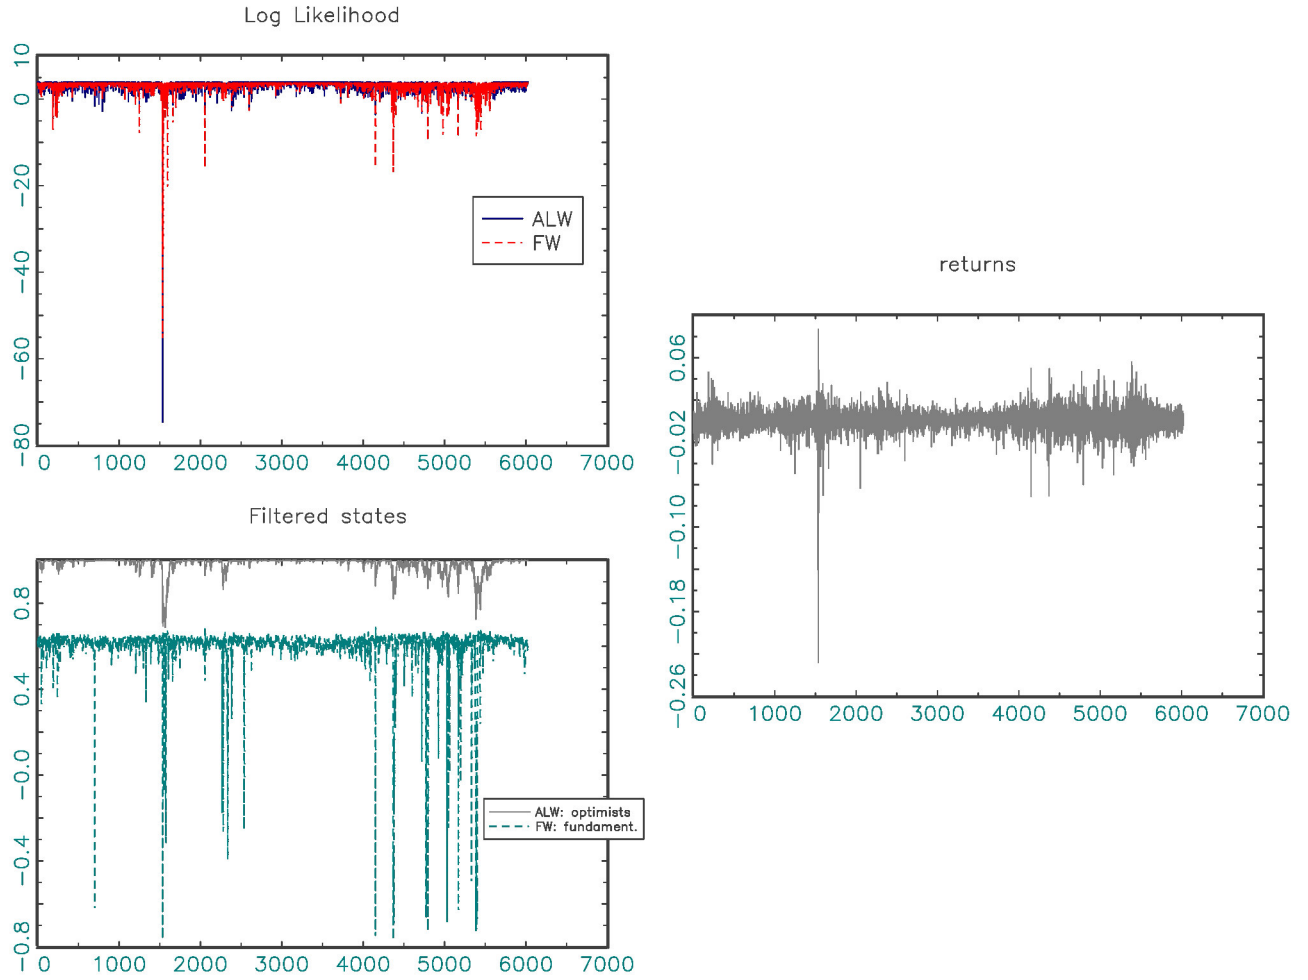 Log Likelihood
10
0
−20
−40
−60
−80
ALW
FW
0 1000 2000 3000 4000 5000 6000 7000
Filtered states
0.8
0.4
−0.0
−0.4
−0.8
ALW: optimists
FW: fundament.
0 1000 2000 3000 4000 5000 6000 7000
returns
0.06
−0.02
−0.10
−0.18
−0.26
0 1000 2000 3000 4000 5000 6000 7000